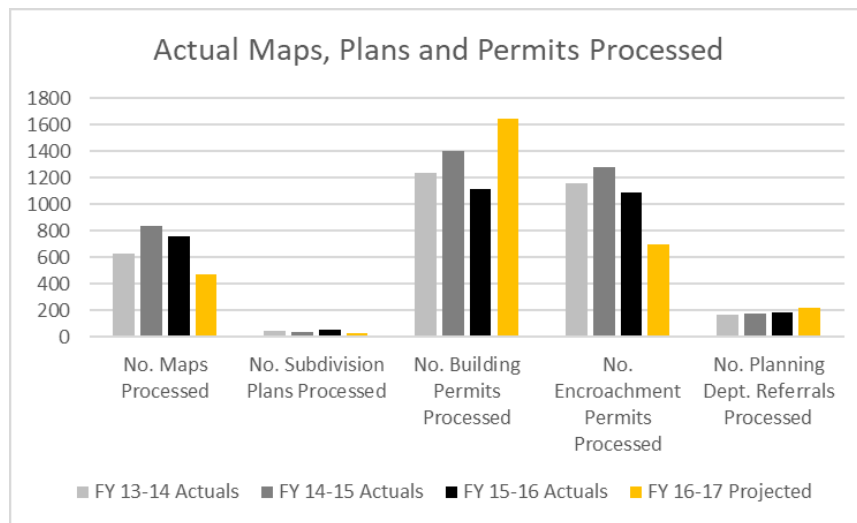 Actual Maps, Plans and Permits Processed
1800
1600
1400
1200
1000
800
600
400
200
0
No. Maps
Processed
No. Subdivision
Plans Processed
No. Building
Permits
Processed
No.
Encroachment
Permits
Processed
No. Planning
Dept. Referrals
Processed
FY 13-14 Actuals
FY 14-15 Actuals
FY 15-16 Actuals
FY 16-17 Projected